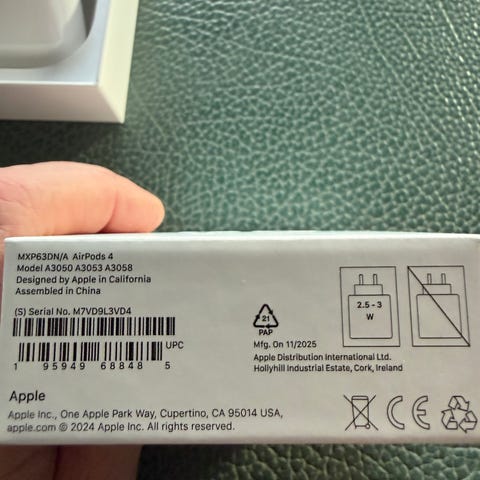 MXP63DN/A AirPods 4
Model A3050 A3053 A3058
Designed by Apple in California
Assembled in China
(S) Serial No. M7VD9L3VD4
UPC
1 95949 68848 5
Apple
Apple Inc., One Apple Park Way, Cupertino, CA 95014 USA,
apple.com © 2024 Apple Inc. All rights reserved.
21
PAP
Mfg. On 11/2025
Apple Distribution International Ltd.
Hollyhill Industrial Estate, Cork, Ireland
2.5 - 3
W
CE